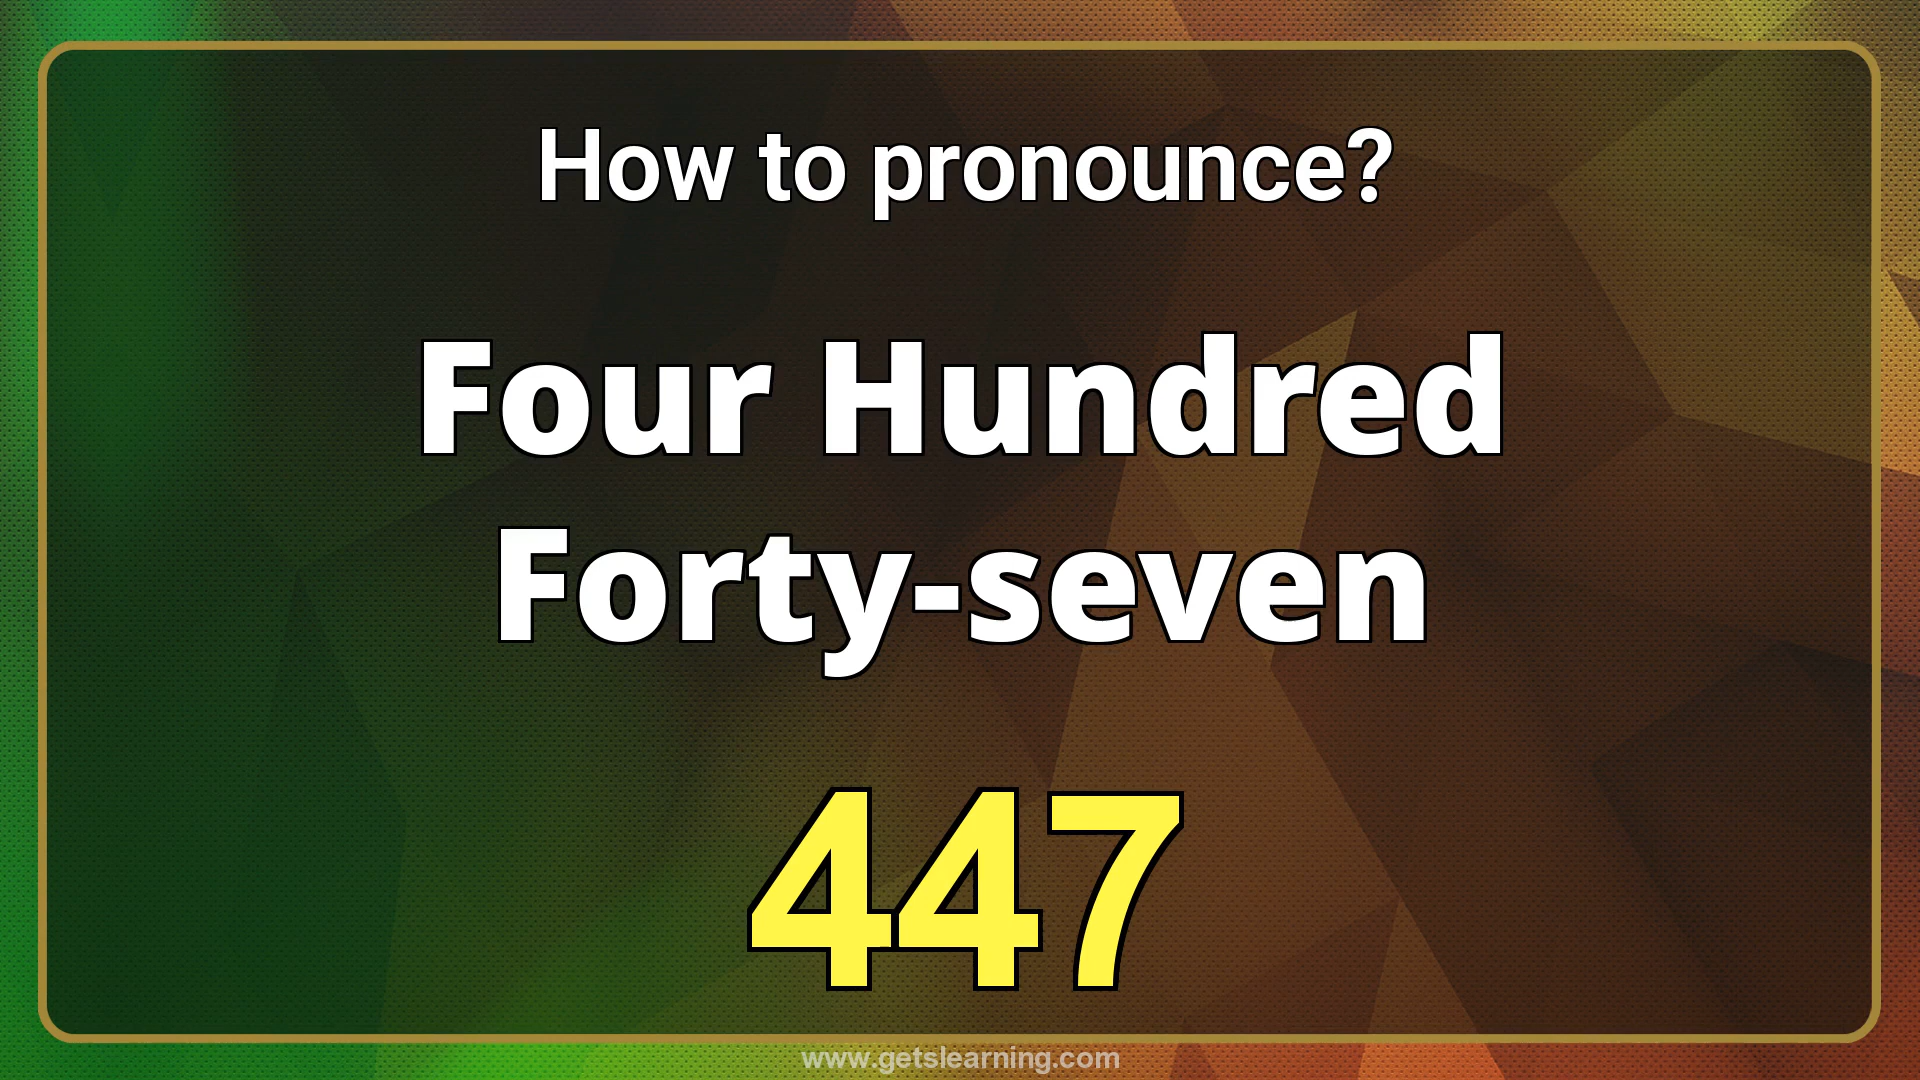 How to pronounce?
Four Hundred
Forty-seven
447
www.getslearning.com